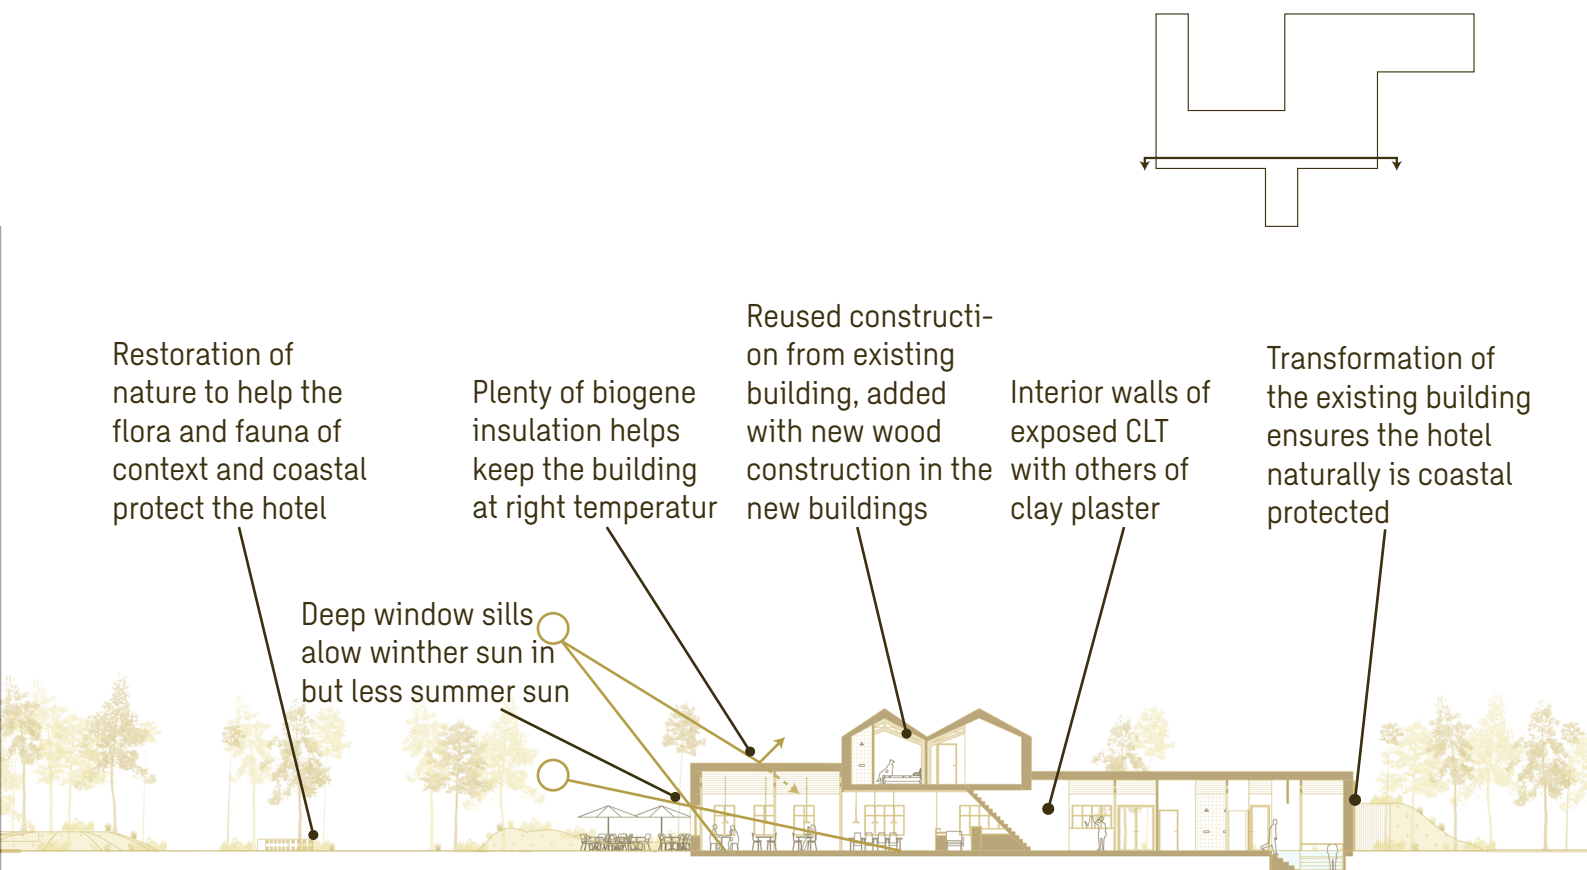 Restoration of
nature to help the
flora and fauna of
context and coastal
protect the hotel
Deep window sills
alow winther sun in
but less summer sun
Plenty of biogene
insulation helps
keep the building
at right temperatur
Reused constructi-
on from existing
building, added
with new wood
construction in the
new buildings
Interior walls of
exposed CLT
with others of
clay plaster
Transformation of
the existing building
ensures the hotel
naturally is coastal
protected